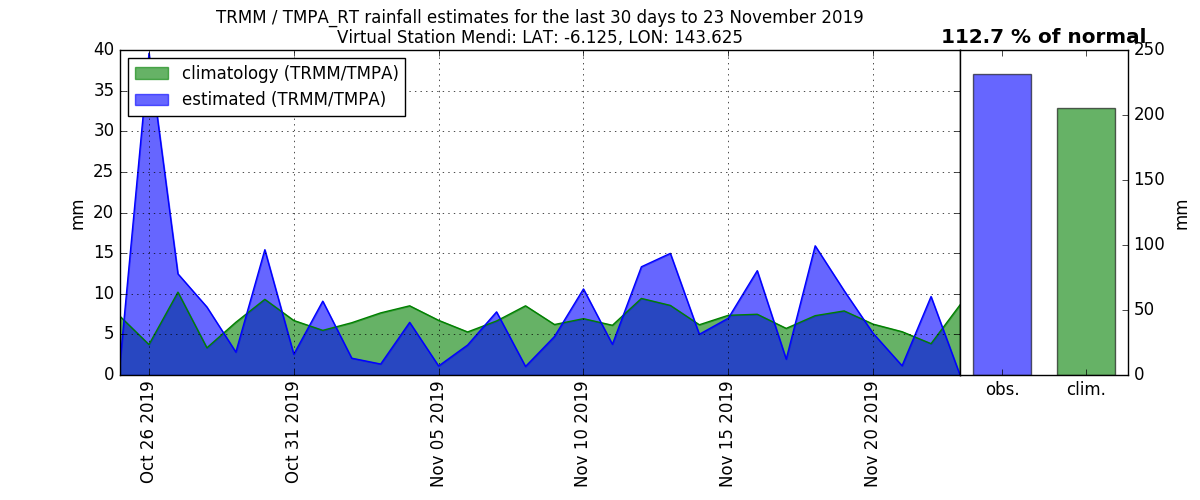 TRMM / TMPA_RT rainfall estimates for the last 30 days to 23 November 2019
Virtual Station Mendi: LAT: -6.125, LON: 143.625
112.7 % of normal
climatology (TRMM/TMPA)
estimated (TRMM/TMPA)
40
35
30
25
20
15
10
5
0
mm
Oct 26 2019
Oct 31 2019
Nov 05 2019
Nov 10 2019
Nov 15 2019
Nov 20 2019
obs.
clim.
250
200
150
100
50
0
mm